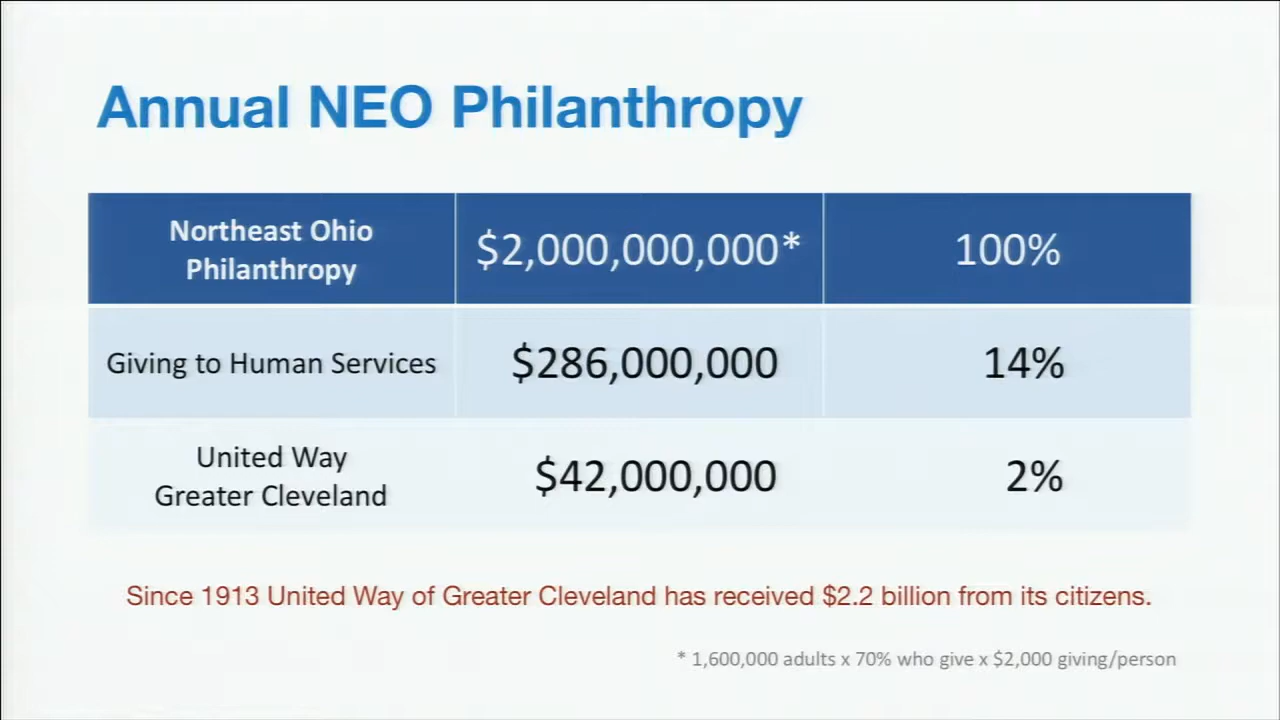 Annual NEO Philanthropy
Northeast Ohio
Philanthropy
$2,000,000,000*
100%
Giving to Human Services
$286,000,000
14%
United Way
Greater Cleveland
$42,000,000
2%
Since 1913 United Way of Greater Cleveland has received $2.2 billion from its citizens.
* 1,600,000 adults x 70% who give x $2,000 giving/person